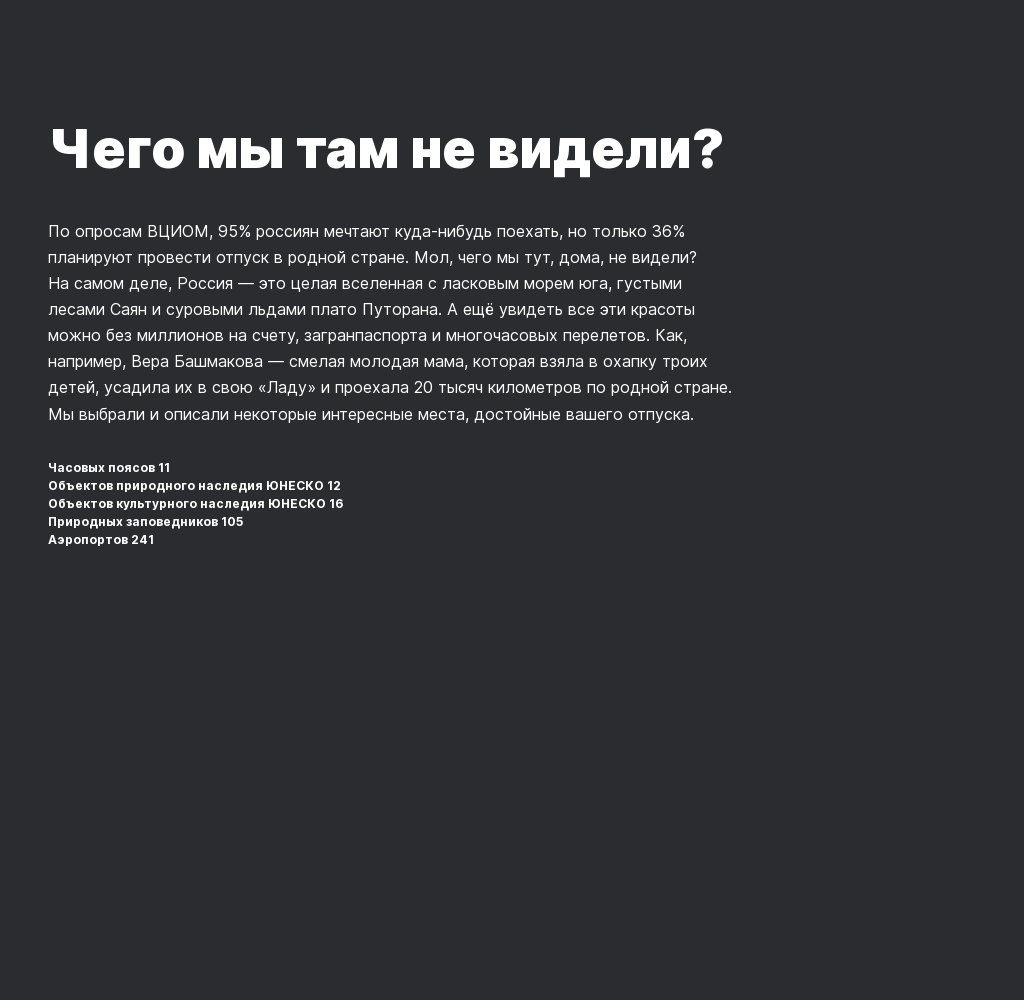 Чего мы там не видели?
По опросам ВЦИОМ, 95% россиян мечтают куда-нибудь поехать, но только 36%
планируют провести отпуск в родной стране. Мол, чего мы тут, дома, не видели?
На самом деле, Россия — это целая вселенная с ласковым морем юга, густыми
лесами Саян и суровыми льдами плато Путорана. А ещё увидеть все эти красоты
можно без миллионов на счету, загранпаспорта и многочасовых перелетов. Как,
например, Вера Башмакова — смелая молодая мама, которая взяла в охапку троих
детей, усадила их в свою «Ладу» и проехала 20 тысяч километров по родной стране.
Мы выбрали и описали некоторые интересные места, достойные вашего отпуска.
Часовых поясов 11
Объектов природного наследия ЮНЕСКО 12
Объектов культурного наследия ЮНЕСКО 16
Природных заповедников 105
Аэропортов 241